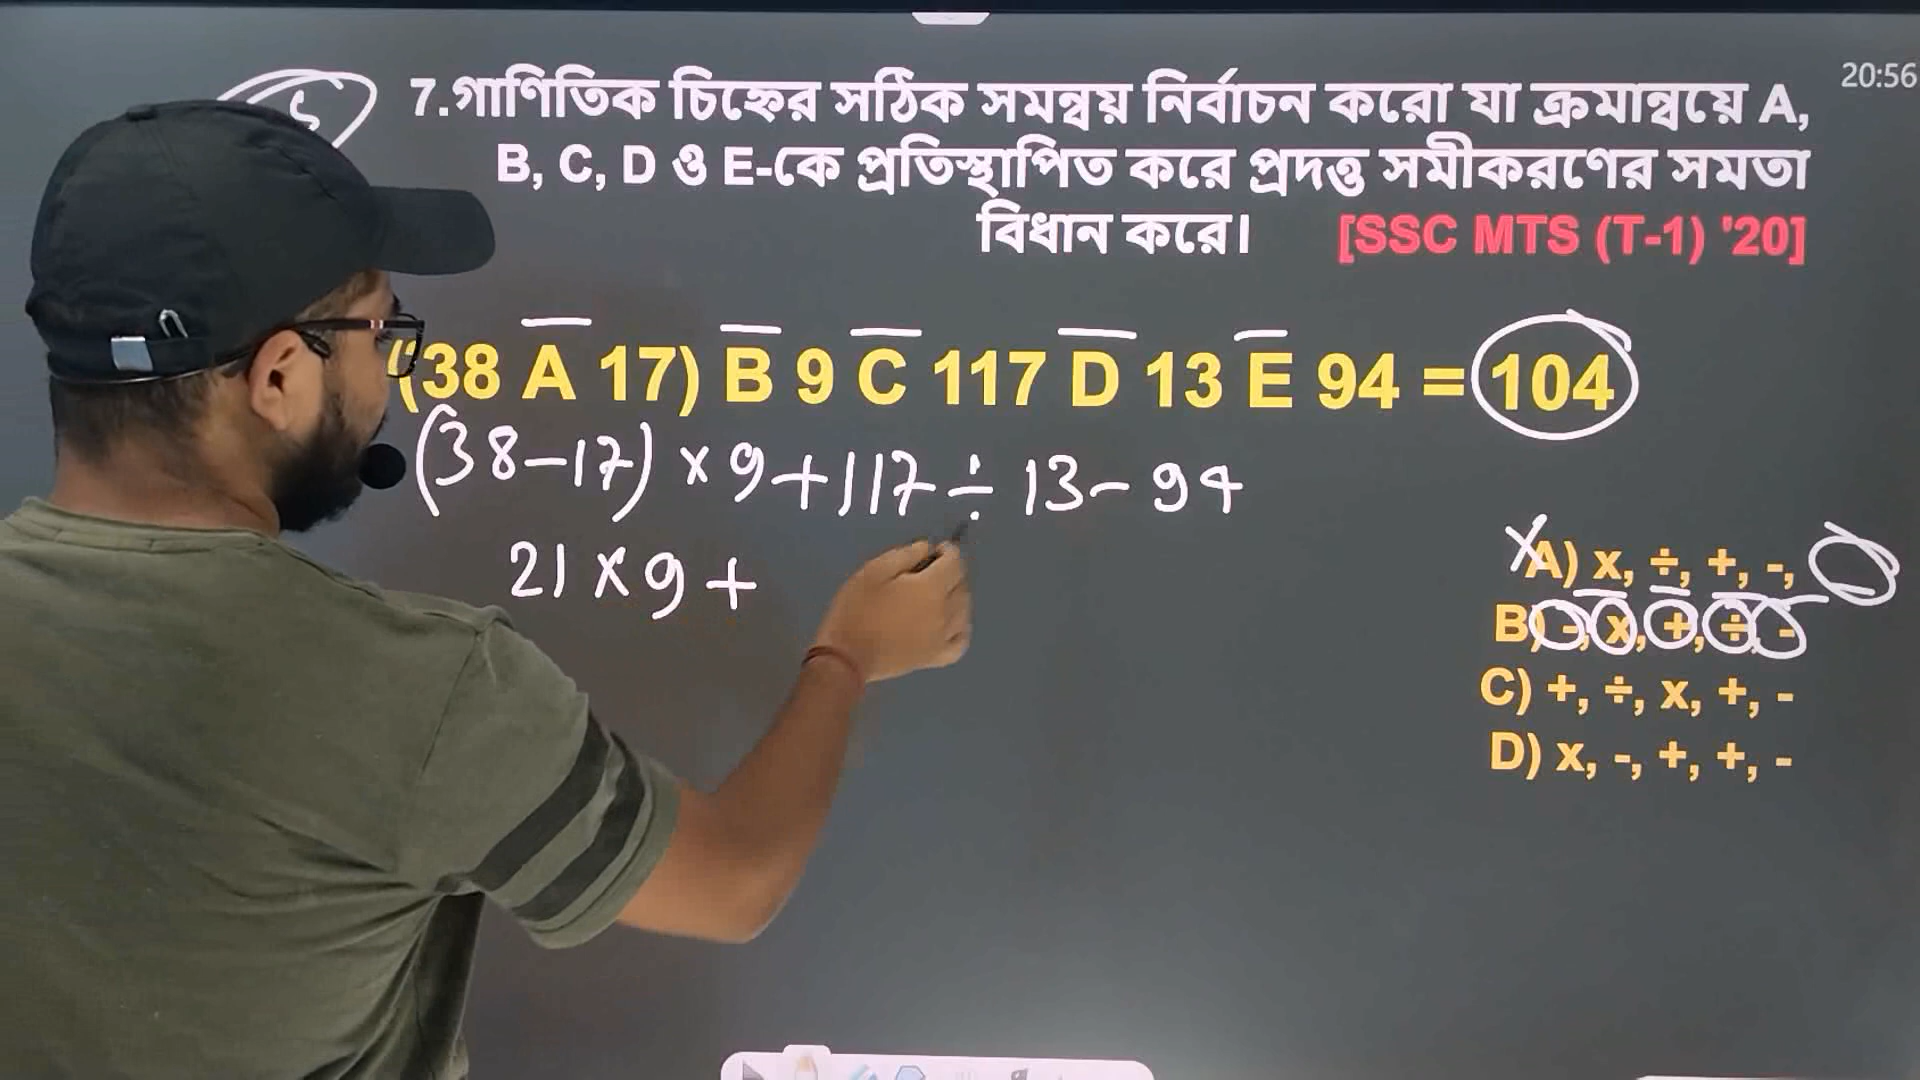 20:56
7.গাণিতিক চিহ্নের সঠিক সমন্বয় নির্বাচন করো যা ক্রমান্বয়ে A,
B, C, D ও E-কে প্রতিস্থাপিত করে প্রদত্ত সমীকরণের সমতা
বিধান করে। [SSC MTS (T-1) '20]
(38 A 17) B 9 C 117 D 13 E 94 = 104
(38-17) × 9+117÷13-94
21 × 9 +
A) x, ÷, +, -,
B) -, x, +, ÷, -
C) +, ÷, x, +, -
D) x, -, +, +, -